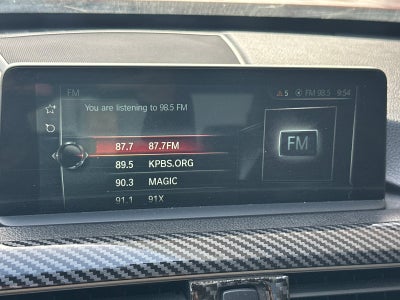 FM
5 FM 98.5 9:54
You are listening to 98.5 FM
87.7 87.7FM
89.5 KPBS.ORG
90.3 MAGIC
91.1 91X
FM